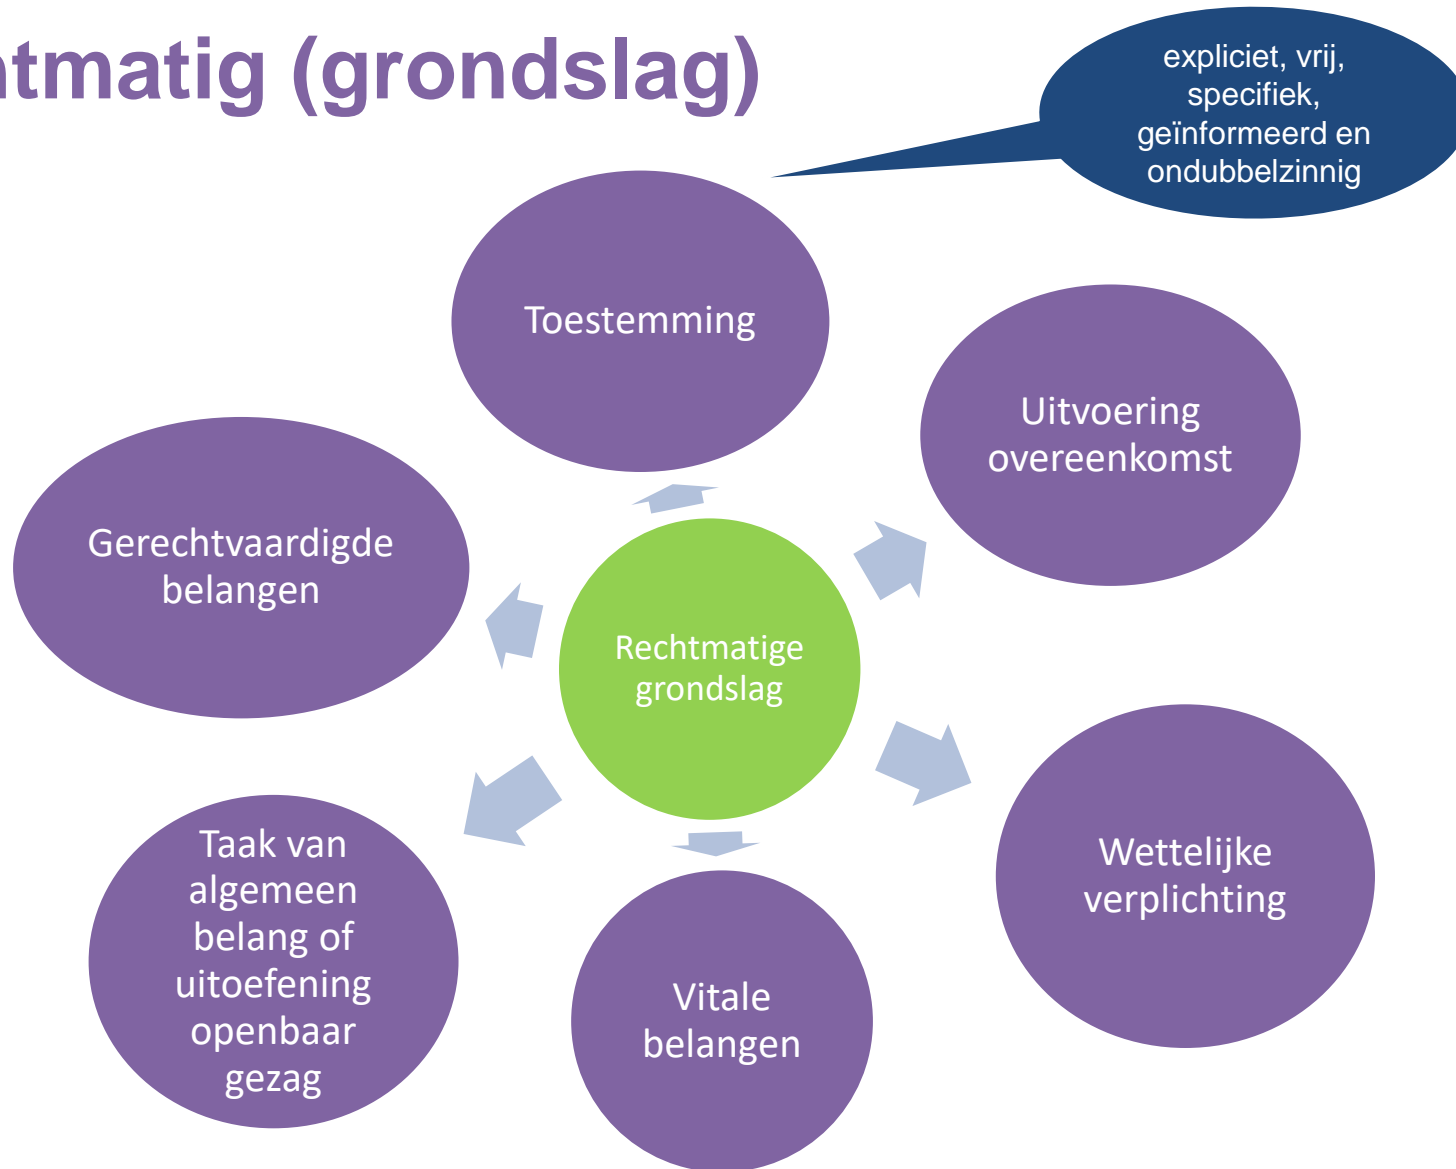 htmatig (grondslag)
expliciet, vrij,
specifiek,
geïnformeerd en
ondubbelzinnig
Toestemming
Uitvoering
overeenkomst
Gerechtvaardigde
belangen
Rechtmatige
grondslag
Wettelijke
verplichting
Taak van
algemeen
belang of
uitoefening
openbaar
gezag
Vitale
belangen